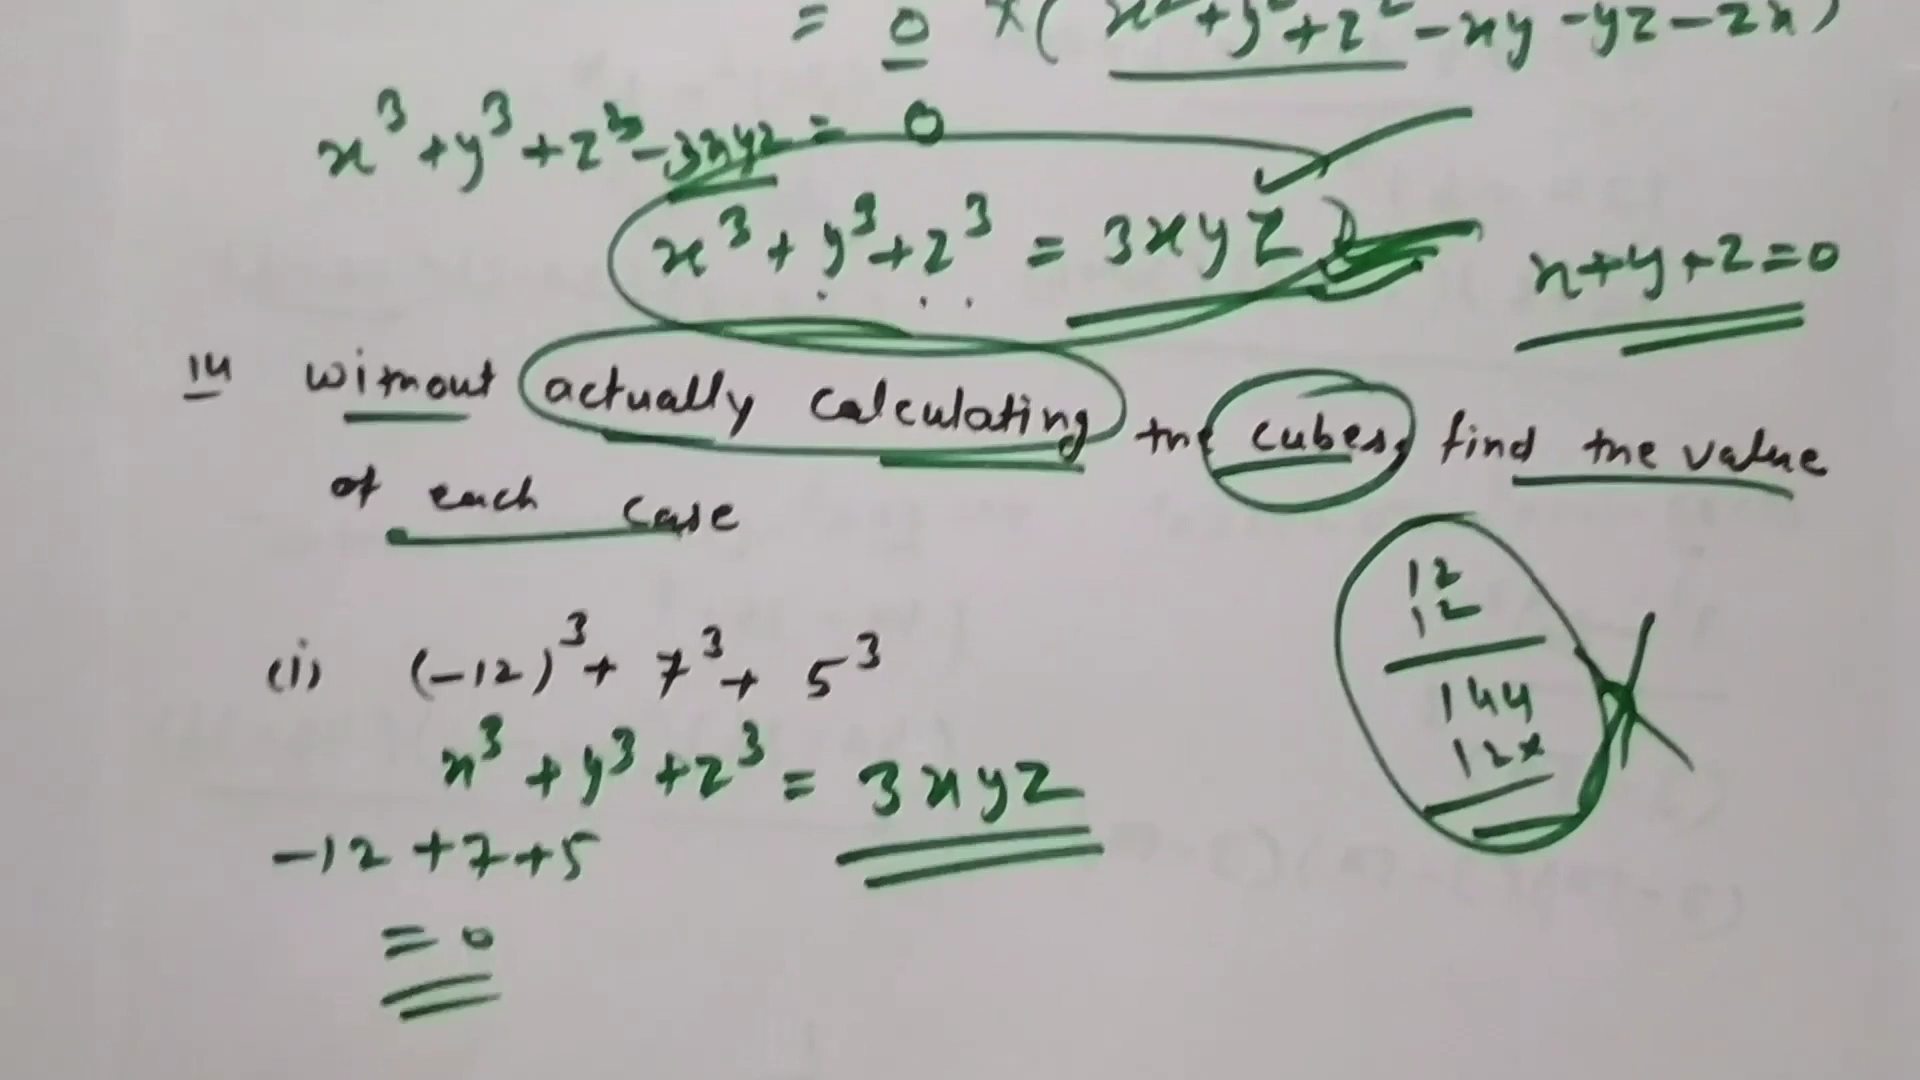 = 0 × (x² + y² + z² - xy - yz - zx)
x³ + y³ + z³ - 3xyz = 0
x³ + y³ + z³ = 3xyz
x + y + z = 0
14 without actually calculating the cubes, find the value
of each case
12
12
144
12×
(i) (-12)³ + 7³ + 5³
x³ + y³ + z³ = 3xyz
-12 + 7 + 5
= 0